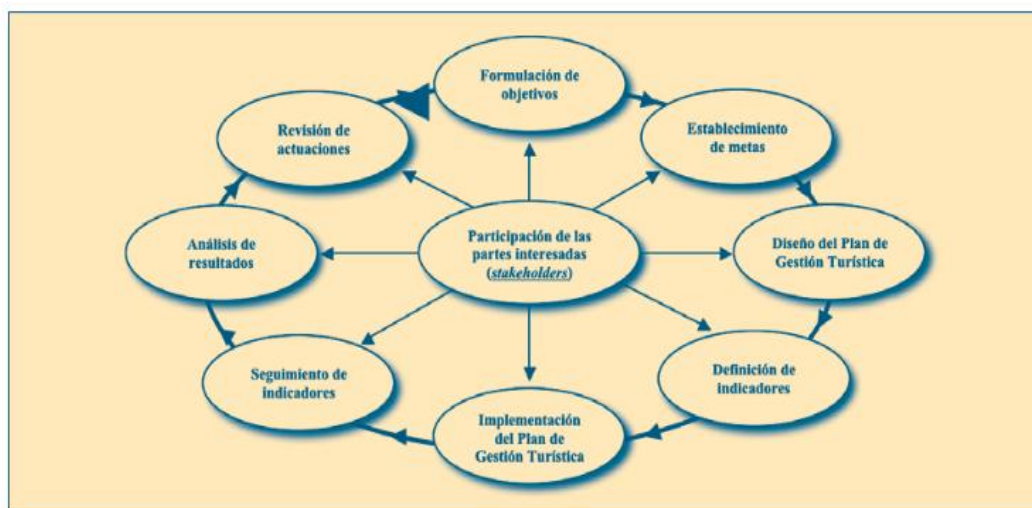 Formulación de
objetivos
Establecimiento
de metas
Diseño del Plan de
Gestión Turística
Definición de
indicadores
Implementación
del Plan de
Gestión Turística
Seguimiento de
indicadores
Análisis de
resultados
Revisión de
actuaciones
Participación de las
partes interesadas
(stakeholders)